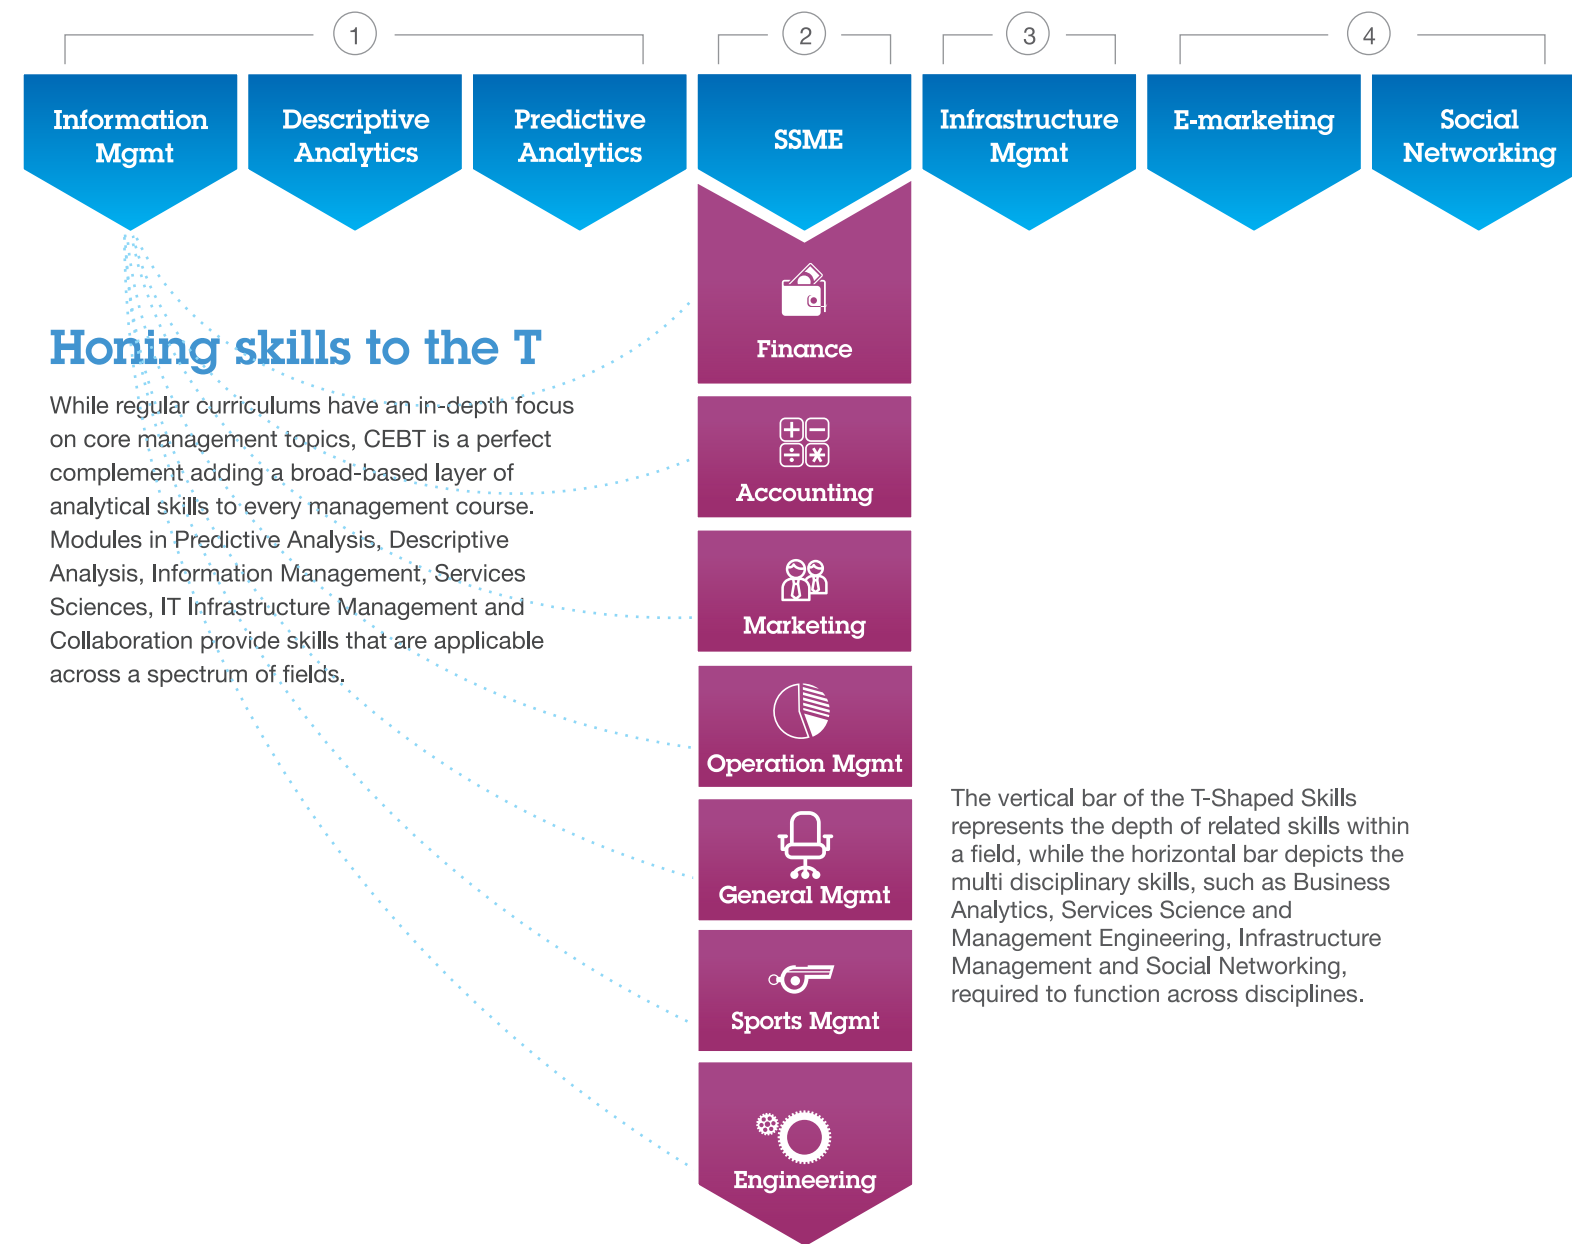 1
2
3
4
Information
Mgmt
Descriptive
Analytics
Predictive
Analytics
SSME
Infrastructure
Mgmt
E-marketing
Social
Networking
Honing skills to the T
While regular curriculums have an in-depth focus
on core management topics, CEBT is a perfect
complement adding a broad-based layer of
analytical skills to every management course.
Modules in Predictive Analysis, Descriptive
Analysis, Information Management, Services
Sciences, IT Infrastructure Management and
Collaboration provide skills that are applicable
across a spectrum of fields.
Finance
Accounting
Marketing
Operation Mgmt
General Mgmt
Sports Mgmt
Engineering
The vertical bar of the T-Shaped Skills
represents the depth of related skills within
a field, while the horizontal bar depicts the
multi disciplinary skills, such as Business
Analytics, Services Science and
Management Engineering, Infrastructure
Management and Social Networking,
required to function across disciplines.